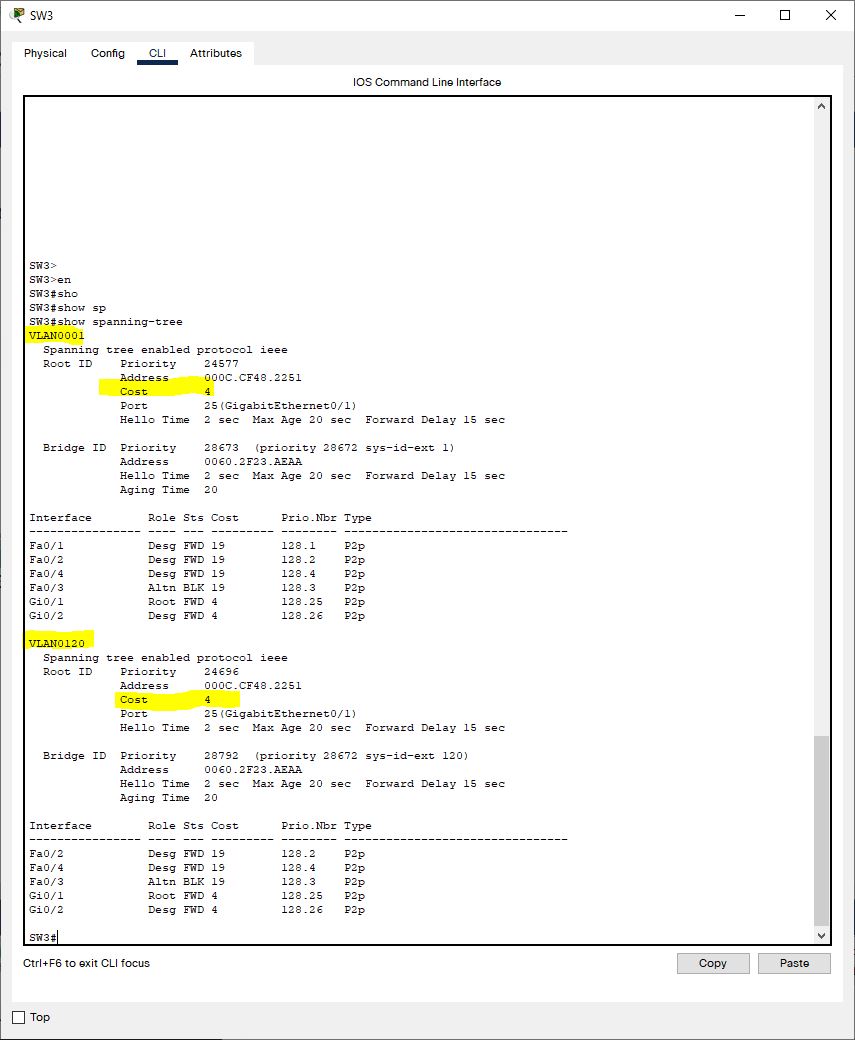 SW3
Physical Config CLI Attributes
IOS Command Line Interface
SW3>
SW3>en
SW3#sho
SW3#show sp
SW3#show spanning-tree
VLAN0001
  Spanning tree enabled protocol ieee
  Root ID    Priority    24577
             Address     000C.CF48.2251
             Cost        4
             Port        25(GigabitEthernet0/1)
             Hello Time  2 sec  Max Age 20 sec  Forward Delay 15 sec
  Bridge ID  Priority    28673  (priority 28672 sys-id-ext 1)
             Address     0060.2F23.AEAA
             Hello Time  2 sec  Max Age 20 sec  Forward Delay 15 sec
             Aging Time  20
Interface        Role Sts Cost      Prio.Nbr Type
---------------- ---- --- --------- -------- --------------------------------
Fa0/1            Desg FWD 19        128.1    P2p
Fa0/2            Desg FWD 19        128.2    P2p
Fa0/4            Desg FWD 19        128.4    P2p
Fa0/3            Altn BLK 19        128.3    P2p
Gi0/1            Root FWD 4         128.25   P2p
Gi0/2            Desg FWD 4         128.26   P2p
VLAN0120
  Spanning tree enabled protocol ieee
  Root ID    Priority    24696
             Address     000C.CF48.2251
             Cost        4
             Port        25(GigabitEthernet0/1)
             Hello Time  2 sec  Max Age 20 sec  Forward Delay 15 sec
  Bridge ID  Priority    28792  (priority 28672 sys-id-ext 120)
             Address     0060.2F23.AEAA
             Hello Time  2 sec  Max Age 20 sec  Forward Delay 15 sec
             Aging Time  20
Interface        Role Sts Cost      Prio.Nbr Type
---------------- ---- --- --------- -------- --------------------------------
Fa0/2            Desg FWD 19        128.2    P2p
Fa0/4            Desg FWD 19        128.4    P2p
Fa0/3            Altn BLK 19        128.3    P2p
Gi0/1            Root FWD 4         128.25   P2p
Gi0/2            Desg FWD 4         128.26   P2p
SW3#
Ctrl+F6 to exit CLI focus Copy Paste
Top